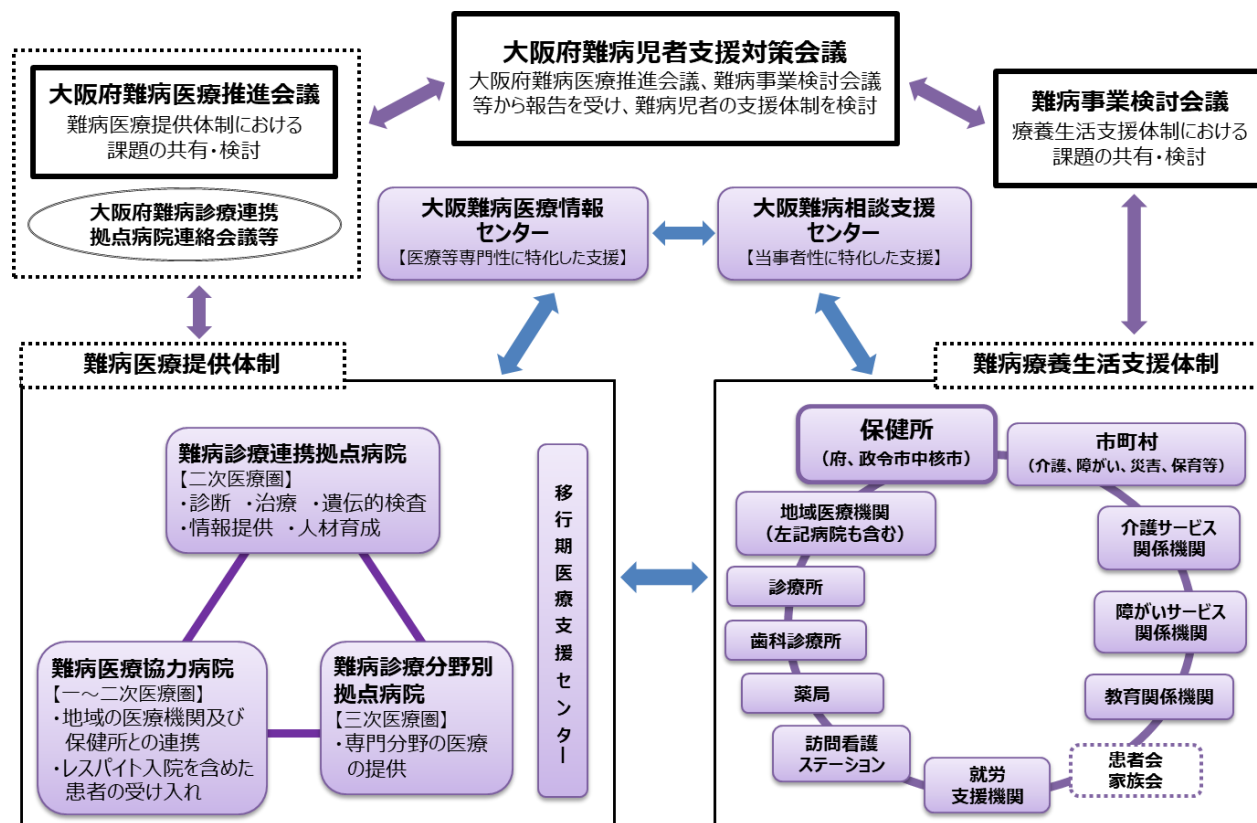 大阪府難病児者支援対策会議
大阪府難病医療推進会議、難病事業検討会議
等から報告を受け、難病児者の支援体制を検討
大阪府難病医療推進会議
難病医療提供体制における
課題の共有・検討
大阪府難病診療連携
拠点病院連絡会議等
難病事業検討会議
療養生活支援体制における
課題の共有・検討
大阪難病医療情報
センター
【医療等専門性に特化した支援】
大阪難病相談支援
センター
【当事者性に特化した支援】
難病医療提供体制
難病診療連携拠点病院
【二次医療圏】
・診断 ・治療 ・遺伝的検査
・情報提供 ・人材育成
難病医療協力病院
【一～二次医療圏】
・地域の医療機関及び
保健所との連携
・レスパイト入院を含めた
患者の受け入れ
難病診療分野別
拠点病院
【三次医療圏】
・専門分野の医療
の提供
移行期医療支援センター
難病療養生活支援体制
保健所
（府、政令市中核市）
市町村
（介護、障がい、災害、保育等）
地域医療機関
（左記病院も含む）
介護サービス
関係機関
診療所
障がいサービス
関係機関
歯科診療所
教育関係機関
薬局
訪問看護
ステーション
患者会
家族会
就労
支援機関